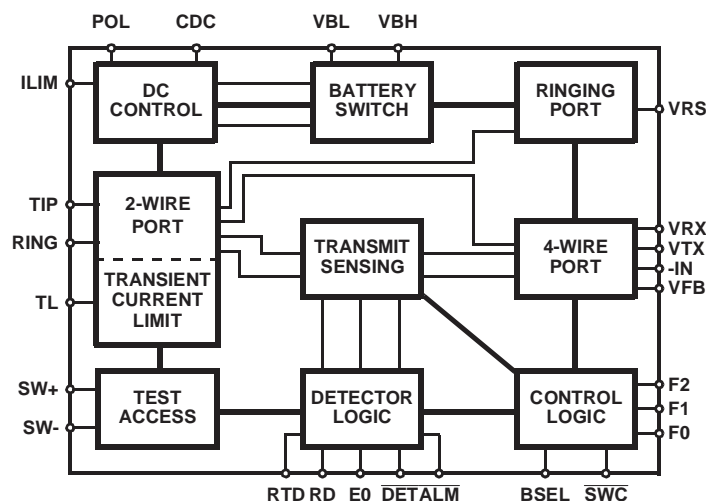 POL CDC VBL VBH
ILIM
DC
CONTROL
BATTERY
SWITCH
RINGING
PORT
VRS
TIP
RING
TL
2-WIRE
PORT
TRANSIENT
CURRENT
LIMIT
TRANSMIT
SENSING
4-WIRE
PORT
VRX
VTX
-IN
VFB
SW+
SW-
TEST
ACCESS
DETECTOR
LOGIC
CONTROL
LOGIC
F2
F1
F0
RTD RD E0 DET ALM BSEL SWC